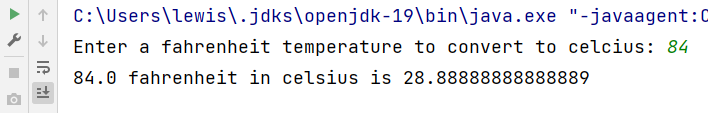 C:\Users\lewis\.jdks\openjdk-19\bin\java.exe "-javaagent:C
Enter a fahrenheit temperature to convert to celcius: 84
84.0 fahrenheit in celsius is 28.88888888888889